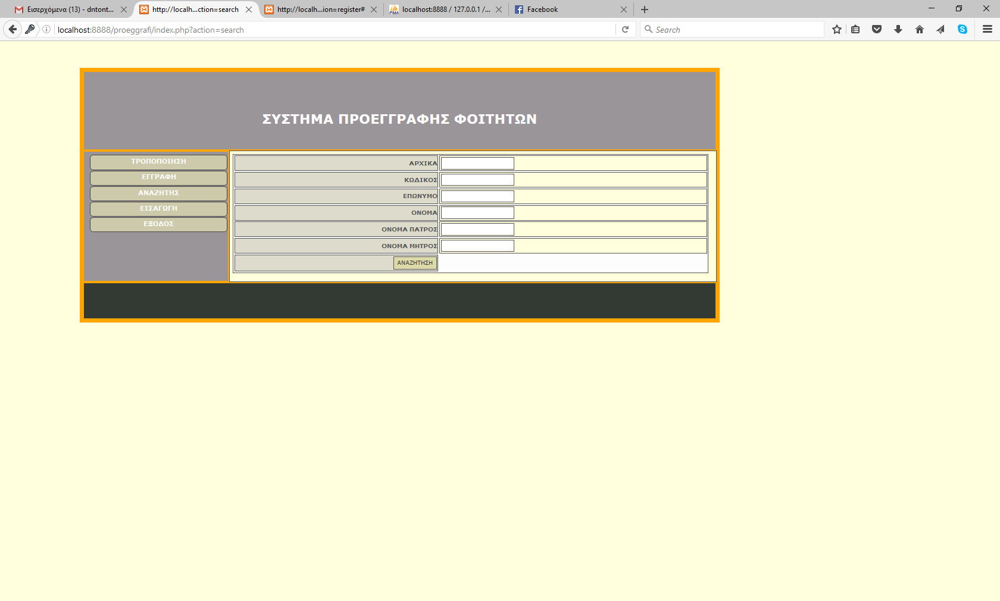 Εισερχόμενα (13) - dntont...
http://localh...ction=search
http://localh...ion=register#
localhost:8888 / 127.0.0.1 /...
Facebook
localhost:8888/proeggrafi/index.php?action=search
Search
ΣΥΣΤΗΜΑ ΠΡΟΕΓΓΡΑΦΗΣ ΦΟΙΤΗΤΩΝ
ΤΡΟΠΟΠΟΙΗΣΗ
ΕΓΓΡΑΦΗ
ΑΝΑΖΗΤΗΣ
ΕΙΣΑΓΩΓΗ
ΕΞΟΔΟΣ
ΑΡΧΙΚΑ
ΚΩΔΙΚΟΣ
ΕΠΩΝΥΜΟ
ΟΝΟΜΑ
ΟΝΟΜΑ ΠΑΤΡΟΣ
ΟΝΟΜΑ ΜΗΤΡΟΣ
ΑΝΑΖΗΤΗΣΗ